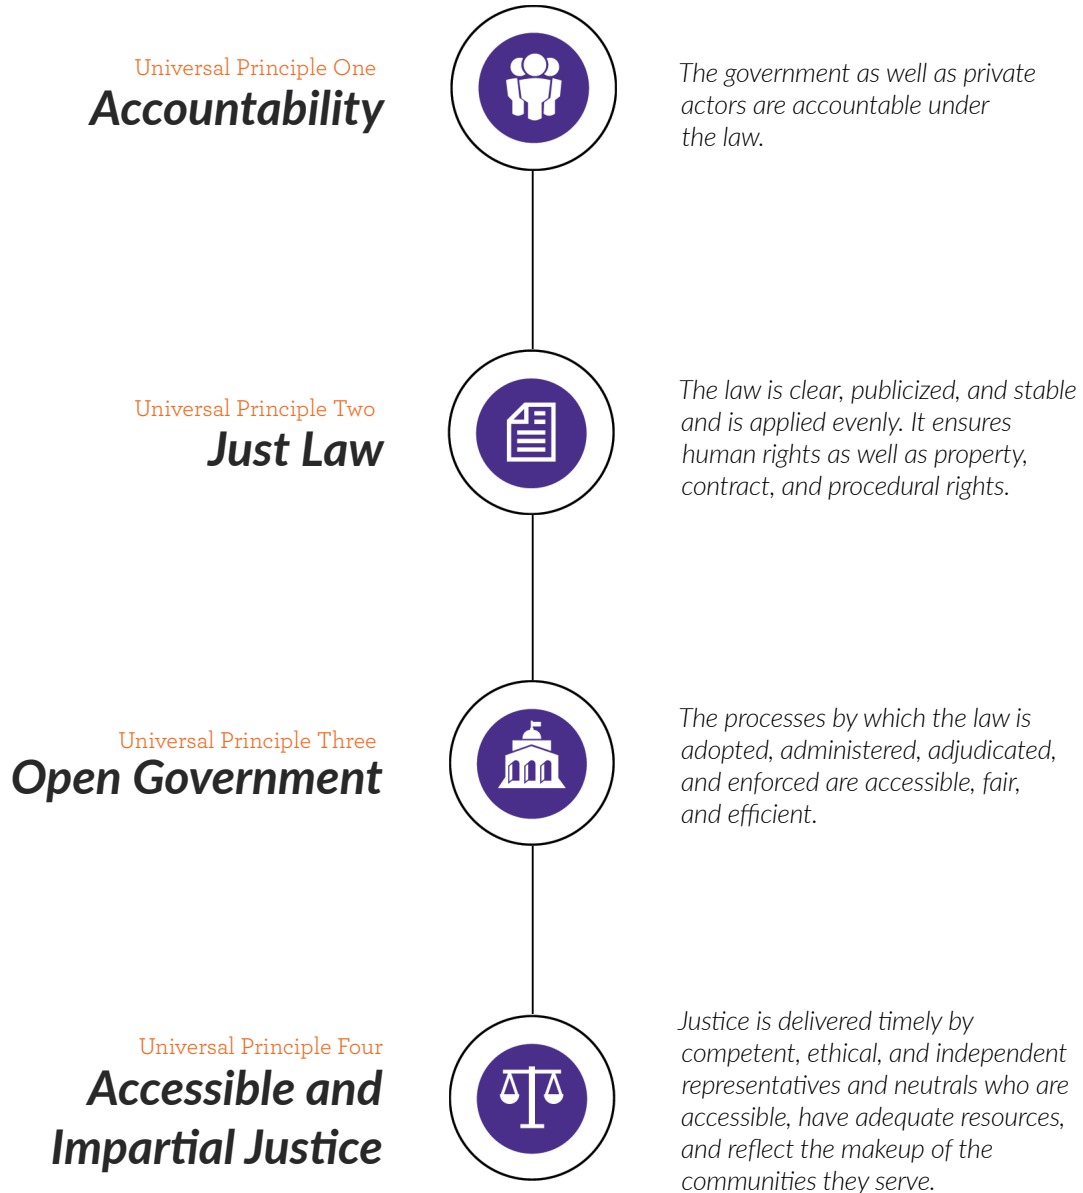 Universal Principle One
Accountability
The government as well as private
actors are accountable under
the law.
Universal Principle Two
Just Law
The law is clear, publicized, and stable
and is applied evenly. It ensures
human rights as well as property,
contract, and procedural rights.
Universal Principle Three
Open Government
The processes by which the law is
adopted, administered, adjudicated,
and enforced are accessible, fair,
and efficient.
Universal Principle Four
Accessible and
Impartial Justice
Justice is delivered timely by
competent, ethical, and independent
representatives and neutrals who are
accessible, have adequate resources,
and reflect the makeup of the
communities they serve.